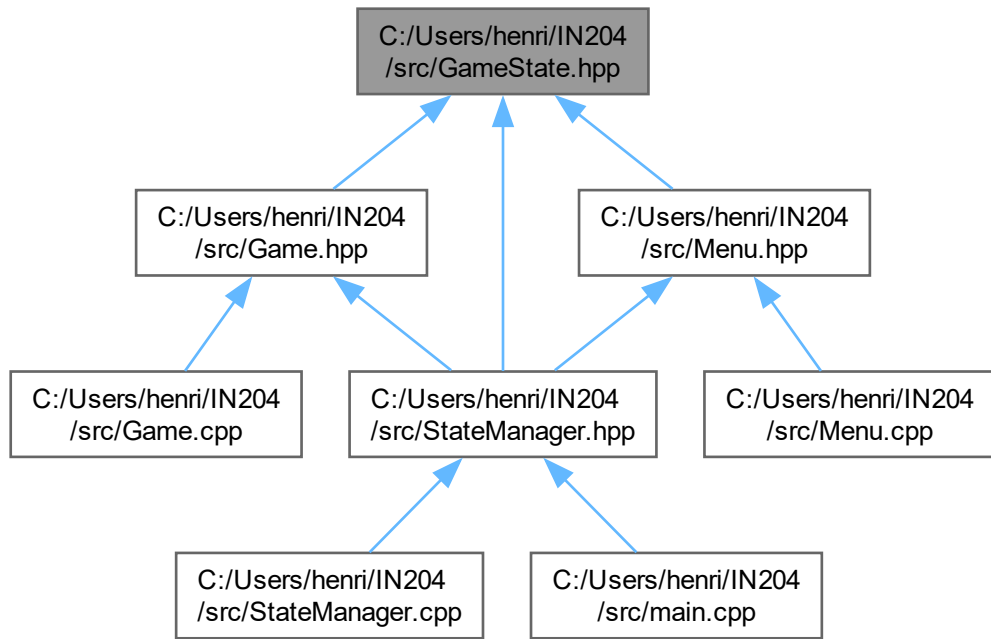 C:/Users/henri/IN204
/src/GameState.hpp
C:/Users/henri/IN204
/src/Game.hpp
C:/Users/henri/IN204
/src/Menu.hpp
C:/Users/henri/IN204
/src/Game.cpp
C:/Users/henri/IN204
/src/StateManager.hpp
C:/Users/henri/IN204
/src/Menu.cpp
C:/Users/henri/IN204
/src/StateManager.cpp
C:/Users/henri/IN204
/src/main.cpp